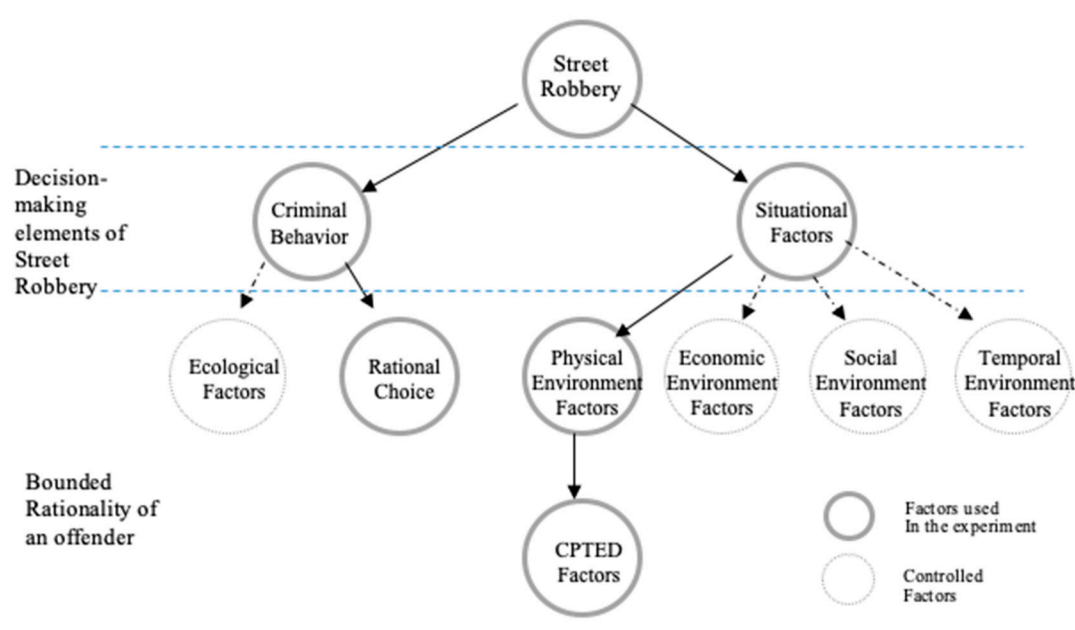 Street
Robbery
Decision-
making
elements of
Street
Robbery
Criminal
Behavior
Situational
Factors
Ecological
Factors
Rational
Choice
Physical
Environment
Factors
Economic
Environment
Factors
Social
Environment
Factors
Temporal
Environment
Factors
Bounded
Rationality of
an offender
CPTED
Factors
Factors used
In the experiment
Controlled
Factors